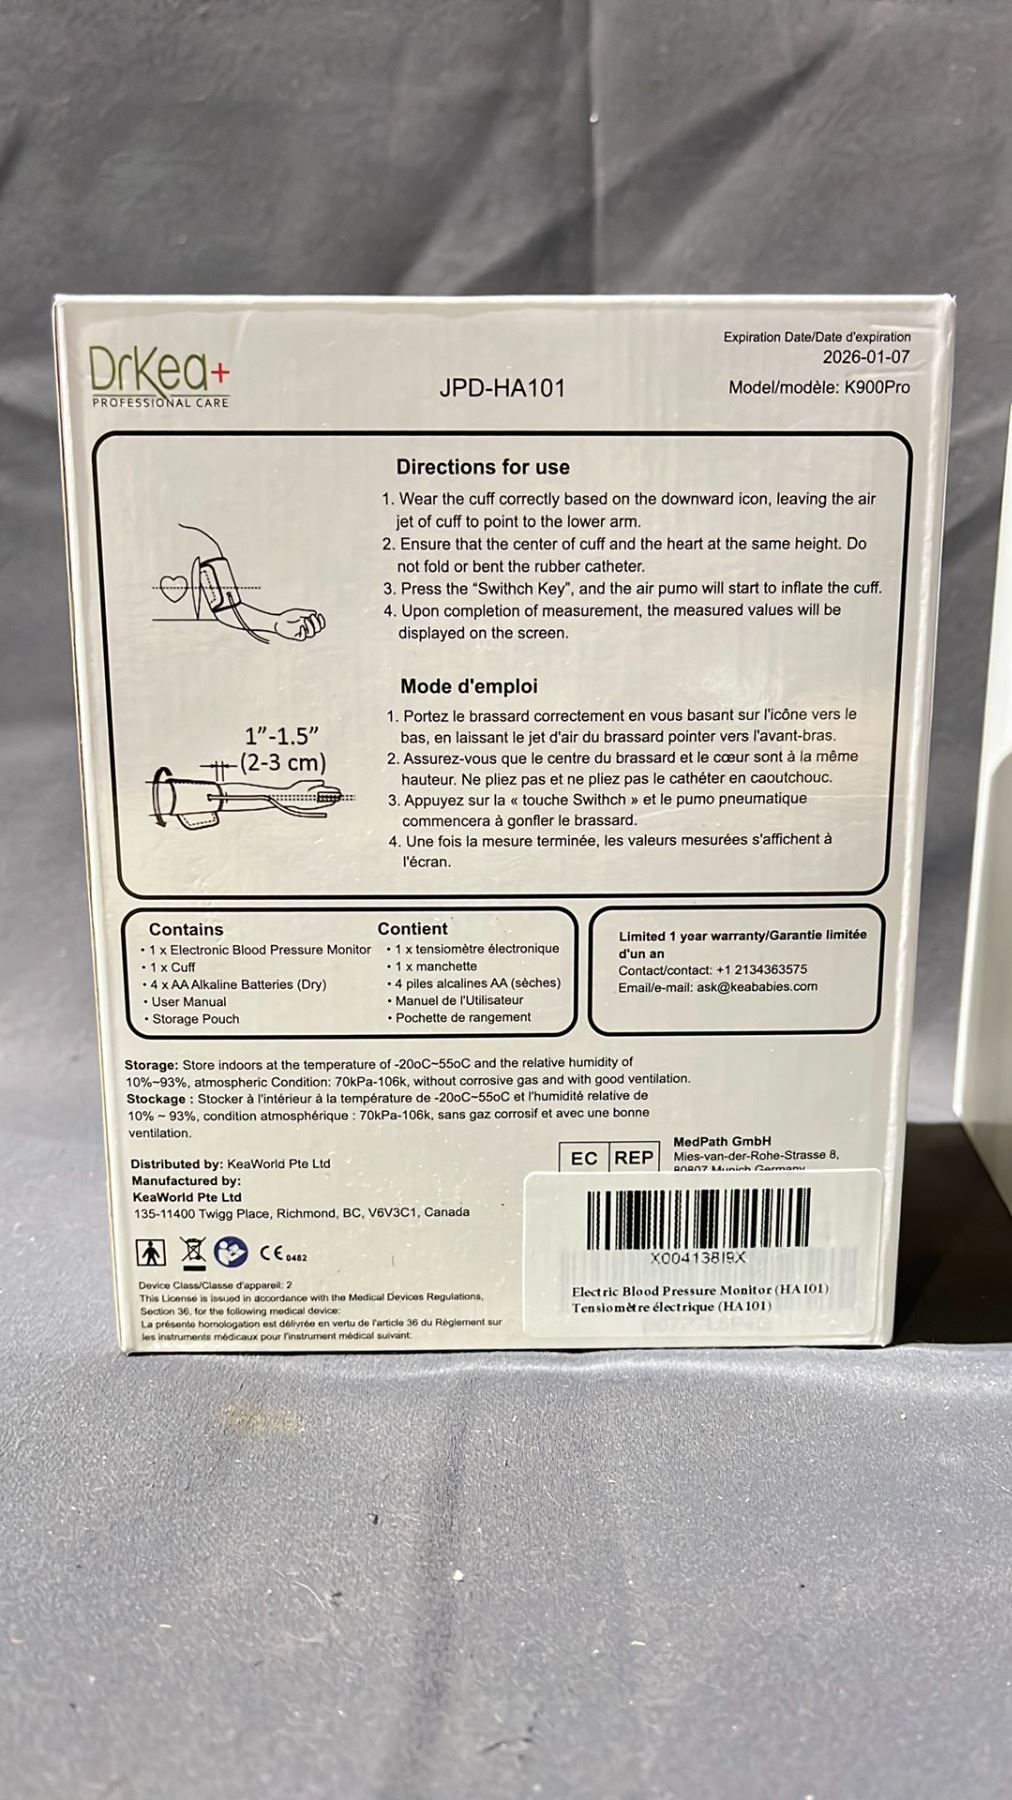 DrKea+
PROFESSIONAL CARE
JPD-HA101
Expiration Date/Date d'expiration
2026-01-07
Model/modèle: K900Pro
Directions for use
1. Wear the cuff correctly based on the downward icon, leaving the air
jet of cuff to point to the lower arm.
2. Ensure that the center of cuff and the heart at the same height. Do
not fold or bent the rubber catheter.
3. Press the "Swithch Key", and the air pumo will start to inflate the cuff.
4. Upon completion of measurement, the measured values will be
displayed on the screen.
Mode d'emploi
1. Portez le brassard correctement en vous basant sur l'icône vers le
bas, en laissant le jet d'air du brassard pointer vers l'avant-bras.
2. Assurez-vous que le centre du brassard et le cœur sont à la même
hauteur. Ne pliez pas et ne pliez pas le cathéter en caoutchouc.
3. Appuyez sur la « touche Swithch » et le pumo pneumatique
commencera à gonfler le brassard.
4. Une fois la mesure terminée, les valeurs mesurées s'affichent à
l'écran.
1”-1.5”
(2-3 cm)
Contains
• 1 x Electronic Blood Pressure Monitor
• 1 x Cuff
• 4 x AA Alkaline Batteries (Dry)
• User Manual
• Storage Pouch
Contient
• 1 x tensiomètre électronique
• 1 x manchette
• 4 piles alcalines AA (sèches)
• Manuel de l'Utilisateur
• Pochette de rangement
Limited 1 year warranty/Garantie limitée
d'un an
Contact/contact: +1 2134363575
Email/e-mail: ask@keababies.com
Storage: Store indoors at the temperature of -20oC~55oC and the relative humidity of
10%~93%, atmospheric Condition: 70kPa-106k, without corrosive gas and with good ventilation.
Stockage : Stocker à l'intérieur à la température de -20oC~55oC et l'humidité relative de
10% ~ 93%, condition atmosphérique : 70kPa-106k, sans gaz corrosif et avec une bonne
ventilation.
Distributed by: KeaWorld Pte Ltd
Manufactured by:
KeaWorld Pte Ltd
135-11400 Twigg Place, Richmond, BC, V6V3C1, Canada
EC REP
MedPath GmbH
Mies-van-der-Rohe-Strasse 8,
80807 Munich Germany
CE 0482
Device Class/Classe d'appareil: 2
This License is issued in accordance with the Medical Devices Regulations,
Section 36, for the following medical device:
La présente homologation est délivrée en vertu de l'article 36 du Règlement sur
les instruments médicaux pour l'instrument médical suivant:
X004138I9X
Electric Blood Pressure Monitor (HA101)
Tensiomètre électrique (HA101)